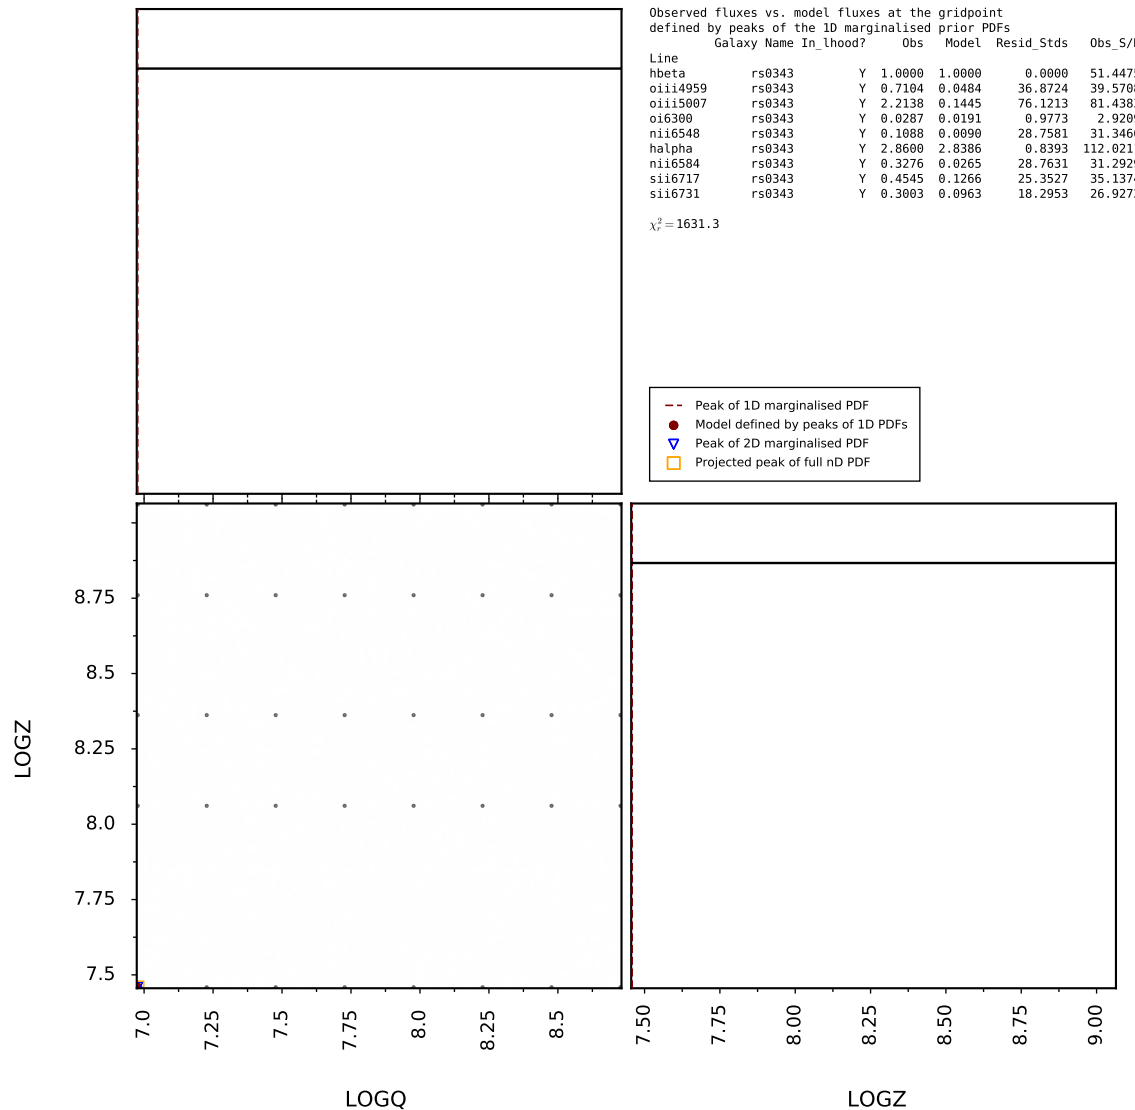 Observed fluxes vs. model fluxes at the gridpoint
defined by peaks of the 1D marginalised prior PDFs
Galaxy Name In_lhood? Obs Model Resid_Stds
Line
hbeta rs0343 Y 1.0000 1.0000 0.0000
oiii4959 rs0343 Y 0.7104 0.0484 36.8724
oiii5007 rs0343 Y 2.2138 0.1445 76.1213
oi6300 rs0343 Y 0.0287 0.0191 0.9773
nii6548 rs0343 Y 0.1088 0.0090 28.7581
halpha rs0343 Y 2.8600 2.8386 0.8393
nii6584 rs0343 Y 0.3276 0.0265 28.7631
sii6717 rs0343 Y 0.4545 0.1266 25.3527
sii6731 rs0343 Y 0.3003 0.0963 18.2953
χ²ᵣ = 1631.3
Peak of 1D marginalised PDF
Model defined by peaks of 1D PDFs
Peak of 2D marginalised PDF
Projected peak of full nD PDF
LOGZ
8.75
8.5
8.25
8.0
7.75
7.5
7.0 7.25 7.5 7.75 8.0 8.25 8.5
LOGQ
7.50 7.75 8.00 8.25 8.50 8.75 9.00
LOGZ